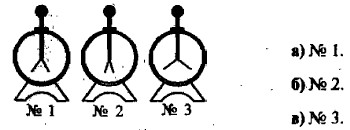 № 1 № 2 № 3
а) № 1.
б) № 2.
в) № 3.